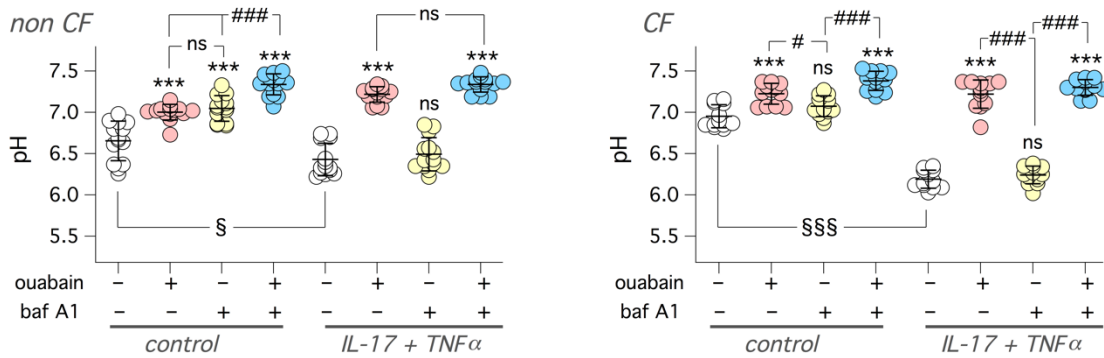 non CF
###
ns
ns
*** *** *** *** *** ns ***
7.5
7.0
6.5
6.0
5.5
pH
§
ouabain − + − + − + − +
baf A1 − − + + − − + +
control IL-17 + TNFα
CF
# ### ### ###
*** ns *** *** ns ***
7.5
7.0
6.5
6.0
5.5
pH
§§§
ouabain − + − + − + − +
baf A1 − − + + − − + +
control IL-17 + TNFα